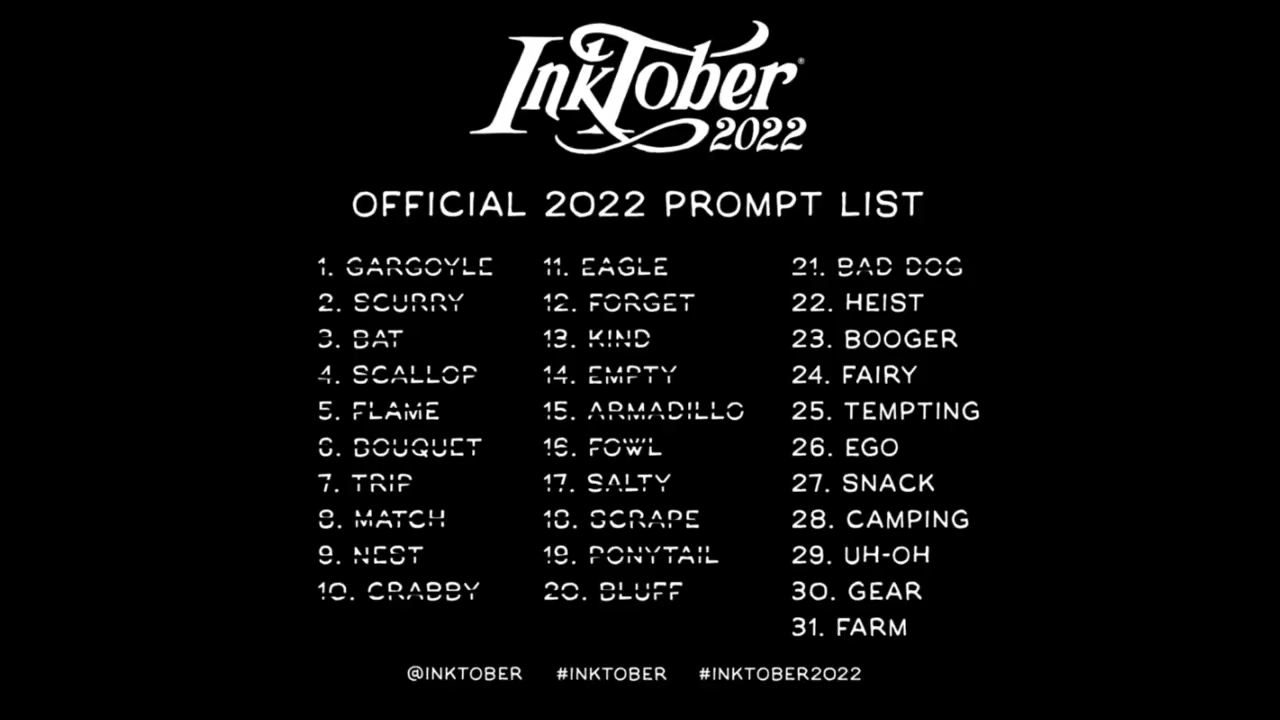 InkTober®
2022
OFFICIAL 2022 PROMPT LIST
1. GARGOYLE
2. SCURRY
3. BAT
4. SCALLOP
5. FLAME
6. BOUQUET
7. TRIP
8. MATCH
9. NEST
10. CRABBY
11. EAGLE
12. FORGET
13. KIND
14. EMPTY
15. ARMADILLO
16. FOWL
17. SALTY
18. SCRAPE
19. PONYTAIL
20. BLUFF
21. BAD DOG
22. HEIST
23. BOOGER
24. FAIRY
25. TEMPTING
26. EGO
27. SNACK
28. CAMPING
29. UH-OH
30. GEAR
31. FARM
@INKTOBER #INKTOBER #INKTOBER2022